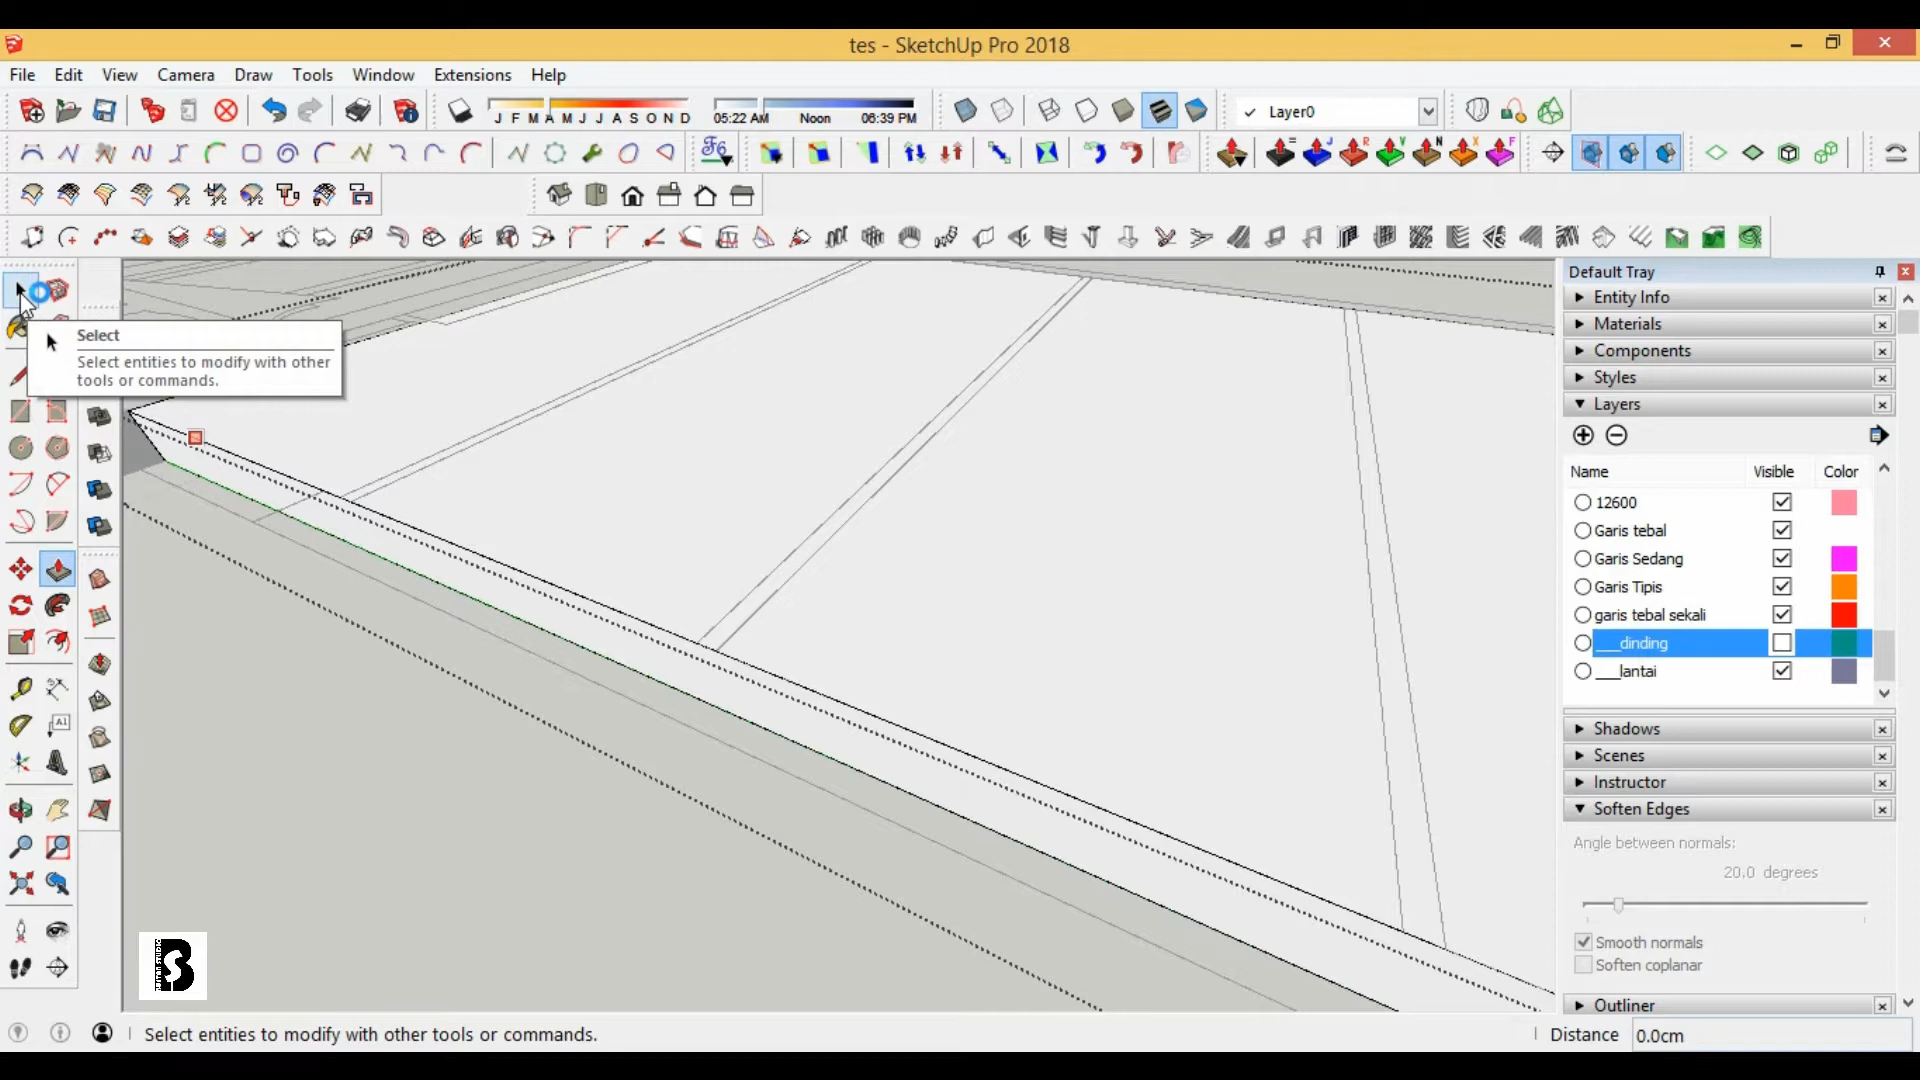 tes - SketchUp Pro 2018
File Edit View Camera Draw Tools Window Extensions Help
J F M A M J J A S O N D
05:22 AM Noon 06:39 PM
Layer0
Select
Select entities to modify with other
tools or commands.
Default Tray
Entity Info
Materials
Components
Styles
Layers
Name Visible Color
12600
Garis tebal
Garis Sedang
Garis Tipis
garis tebal sekali
___dinding
___lantai
Shadows
Scenes
Instructor
Soften Edges
Angle between normals:
20.0 degrees
Smooth normals
Soften coplanar
Outliner
Select entities to modify with other tools or commands.
Distance 0.0cm